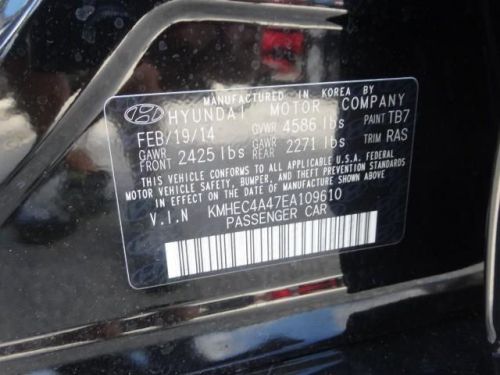 MANUFACTURED IN KOREA BY
HYUNDAI MOTOR COMPANY
FEB/19/14 GVWR 4586 lbs PAINT TB7
GAWR FRONT 2425 lbs GAWR REAR 2271 lbs TRIM RAS
THIS VEHICLE CONFORMS TO ALL APPLICABLE U.S.A. FEDERAL
MOTOR VEHICLE SAFETY, BUMPER, AND THEFT PREVENTION STANDARDS
IN EFFECT ON THE DATE OF MANUFACTURE SHOWN ABOVE.
V.I.N KMHEC4A47EA109610
PASSENGER CAR